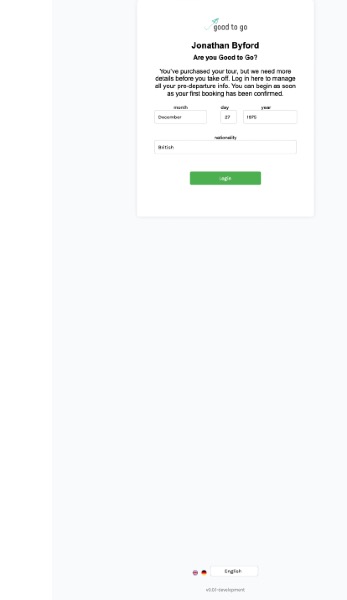 good to go
Jonathan Byford
Are you Good to Go?
You've purchased your tour, but we need more
details before you take off. Log in here to manage
all your pre-departure info. You can begin as soon
as your first booking has been confirmed.
month day year
December 27 1975
nationality
British
Login
English
v1.0.1-development